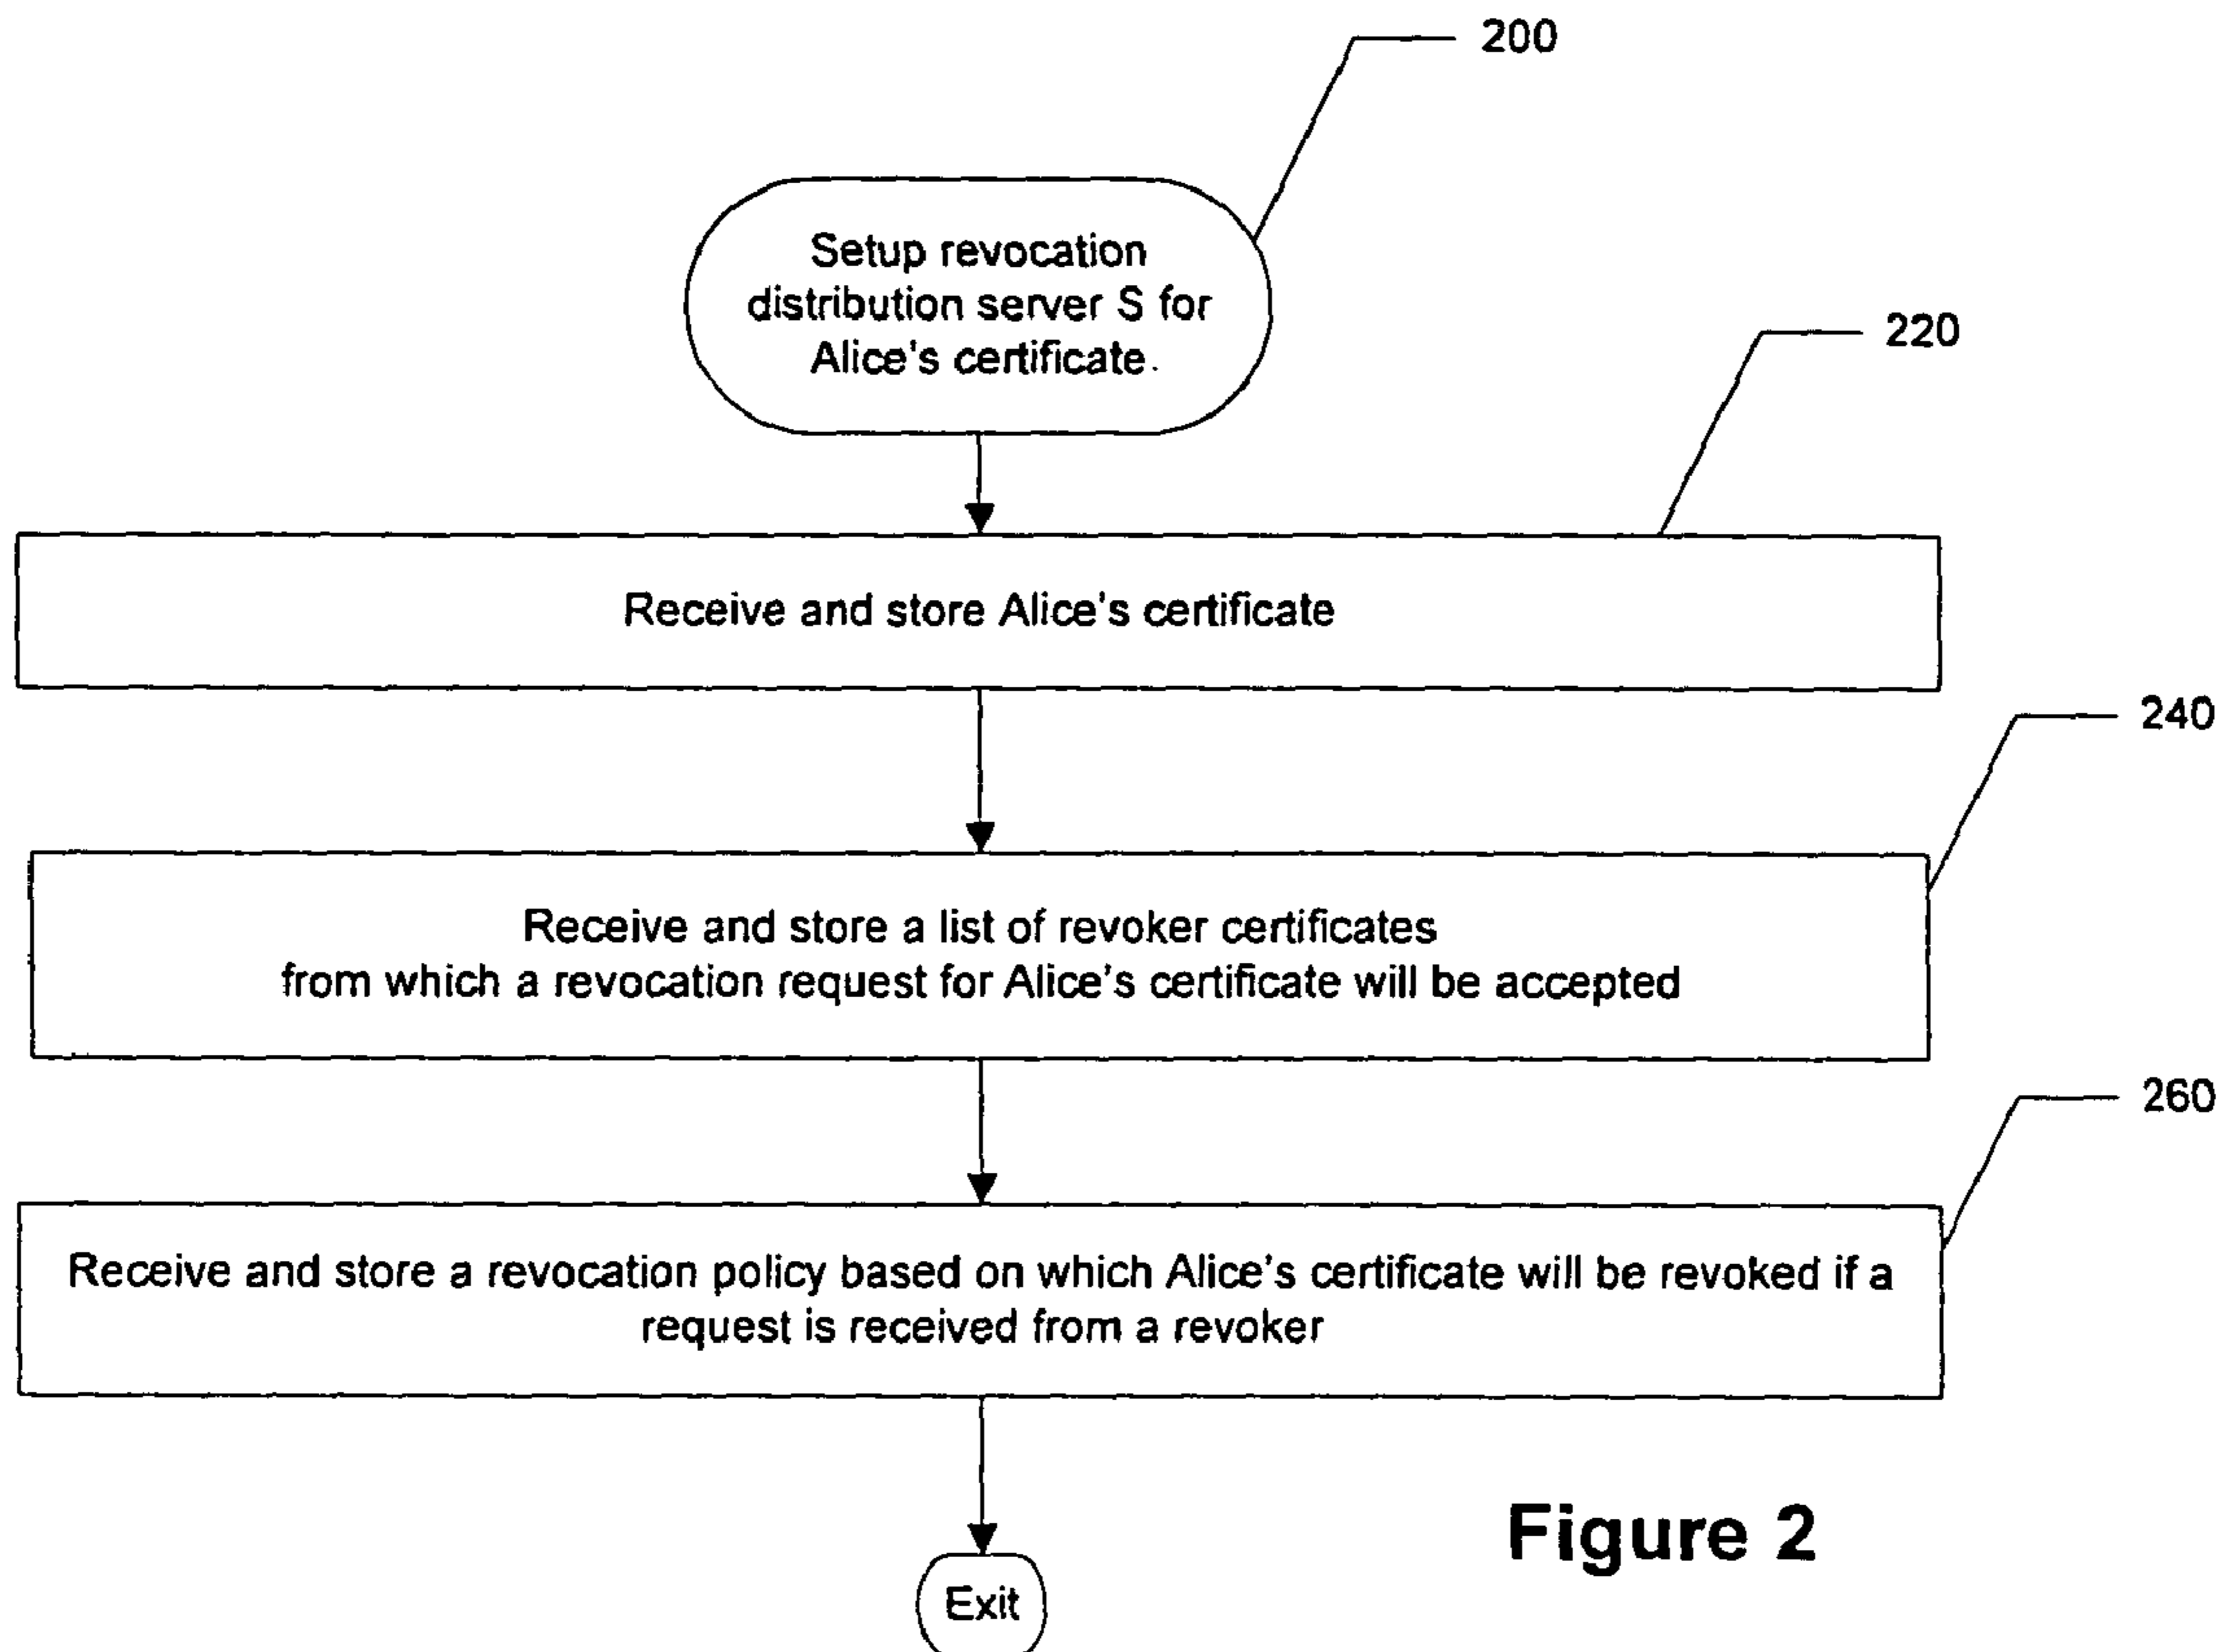 200
Setup revocation
distribution server S for
Alice's certificate.
220
Receive and store Alice's certificate
240
Receive and store a list of revoker certificates
from which a revocation request for Alice's certificate will be accepted
260
Receive and store a revocation policy based on which Alice's certificate will be revoked if a
request is received from a revoker
Figure 2
Exit